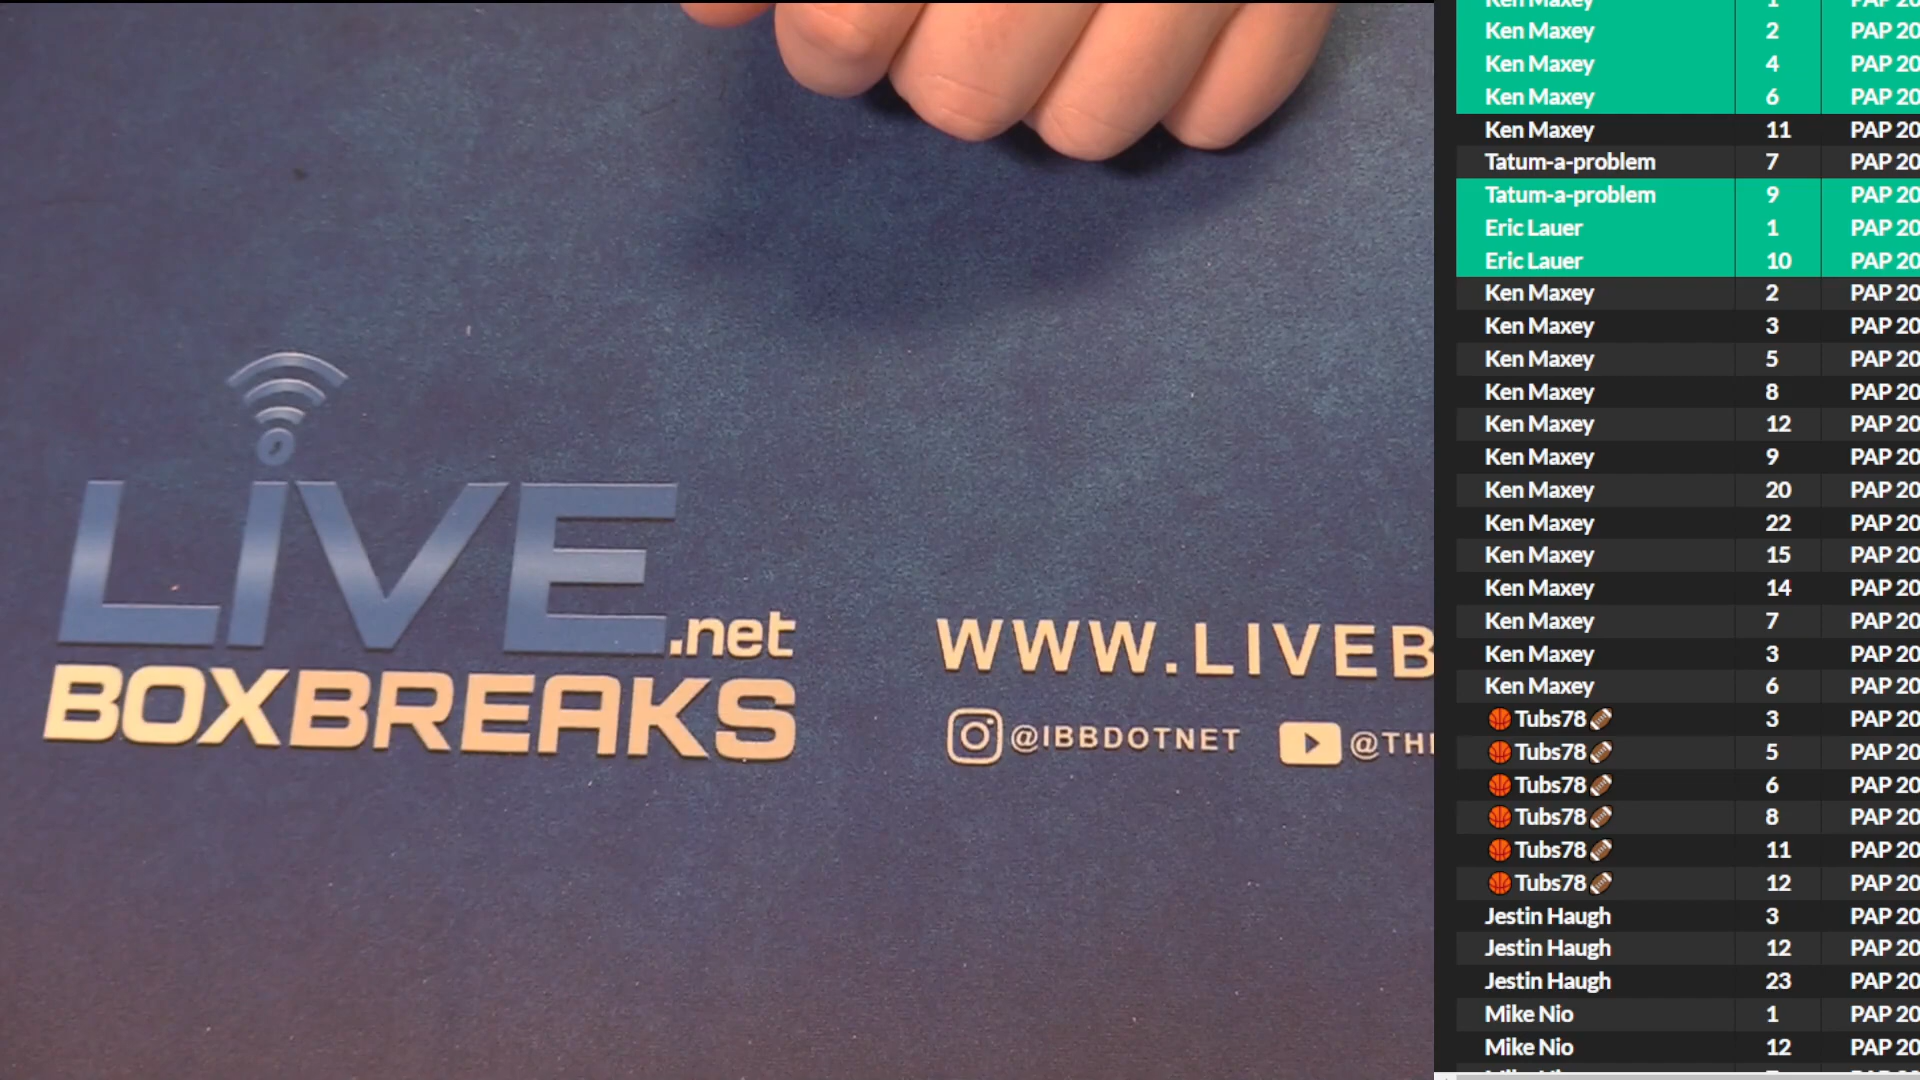 LIVE.net
BOXBREAKS
WWW.LIVEB
@IBBDOTNET @THI
Ken Maxey 1 PAP 20
Ken Maxey 2 PAP 20
Ken Maxey 4 PAP 20
Ken Maxey 6 PAP 20
Ken Maxey 11 PAP 20
Tatum-a-problem 7 PAP 20
Tatum-a-problem 9 PAP 20
Eric Lauer 1 PAP 20
Eric Lauer 10 PAP 20
Ken Maxey 2 PAP 20
Ken Maxey 3 PAP 20
Ken Maxey 5 PAP 20
Ken Maxey 8 PAP 20
Ken Maxey 12 PAP 20
Ken Maxey 9 PAP 20
Ken Maxey 20 PAP 20
Ken Maxey 22 PAP 20
Ken Maxey 15 PAP 20
Ken Maxey 14 PAP 20
Ken Maxey 7 PAP 20
Ken Maxey 3 PAP 20
Ken Maxey 6 PAP 20
🏀Tubs78🏈 3 PAP 20
🏀Tubs78🏈 5 PAP 20
🏀Tubs78🏈 6 PAP 20
🏀Tubs78🏈 8 PAP 20
🏀Tubs78🏈 11 PAP 20
🏀Tubs78🏈 12 PAP 20
Jestin Haugh 3 PAP 20
Jestin Haugh 12 PAP 20
Jestin Haugh 23 PAP 20
Mike Nio 1 PAP 20
Mike Nio 12 PAP 20